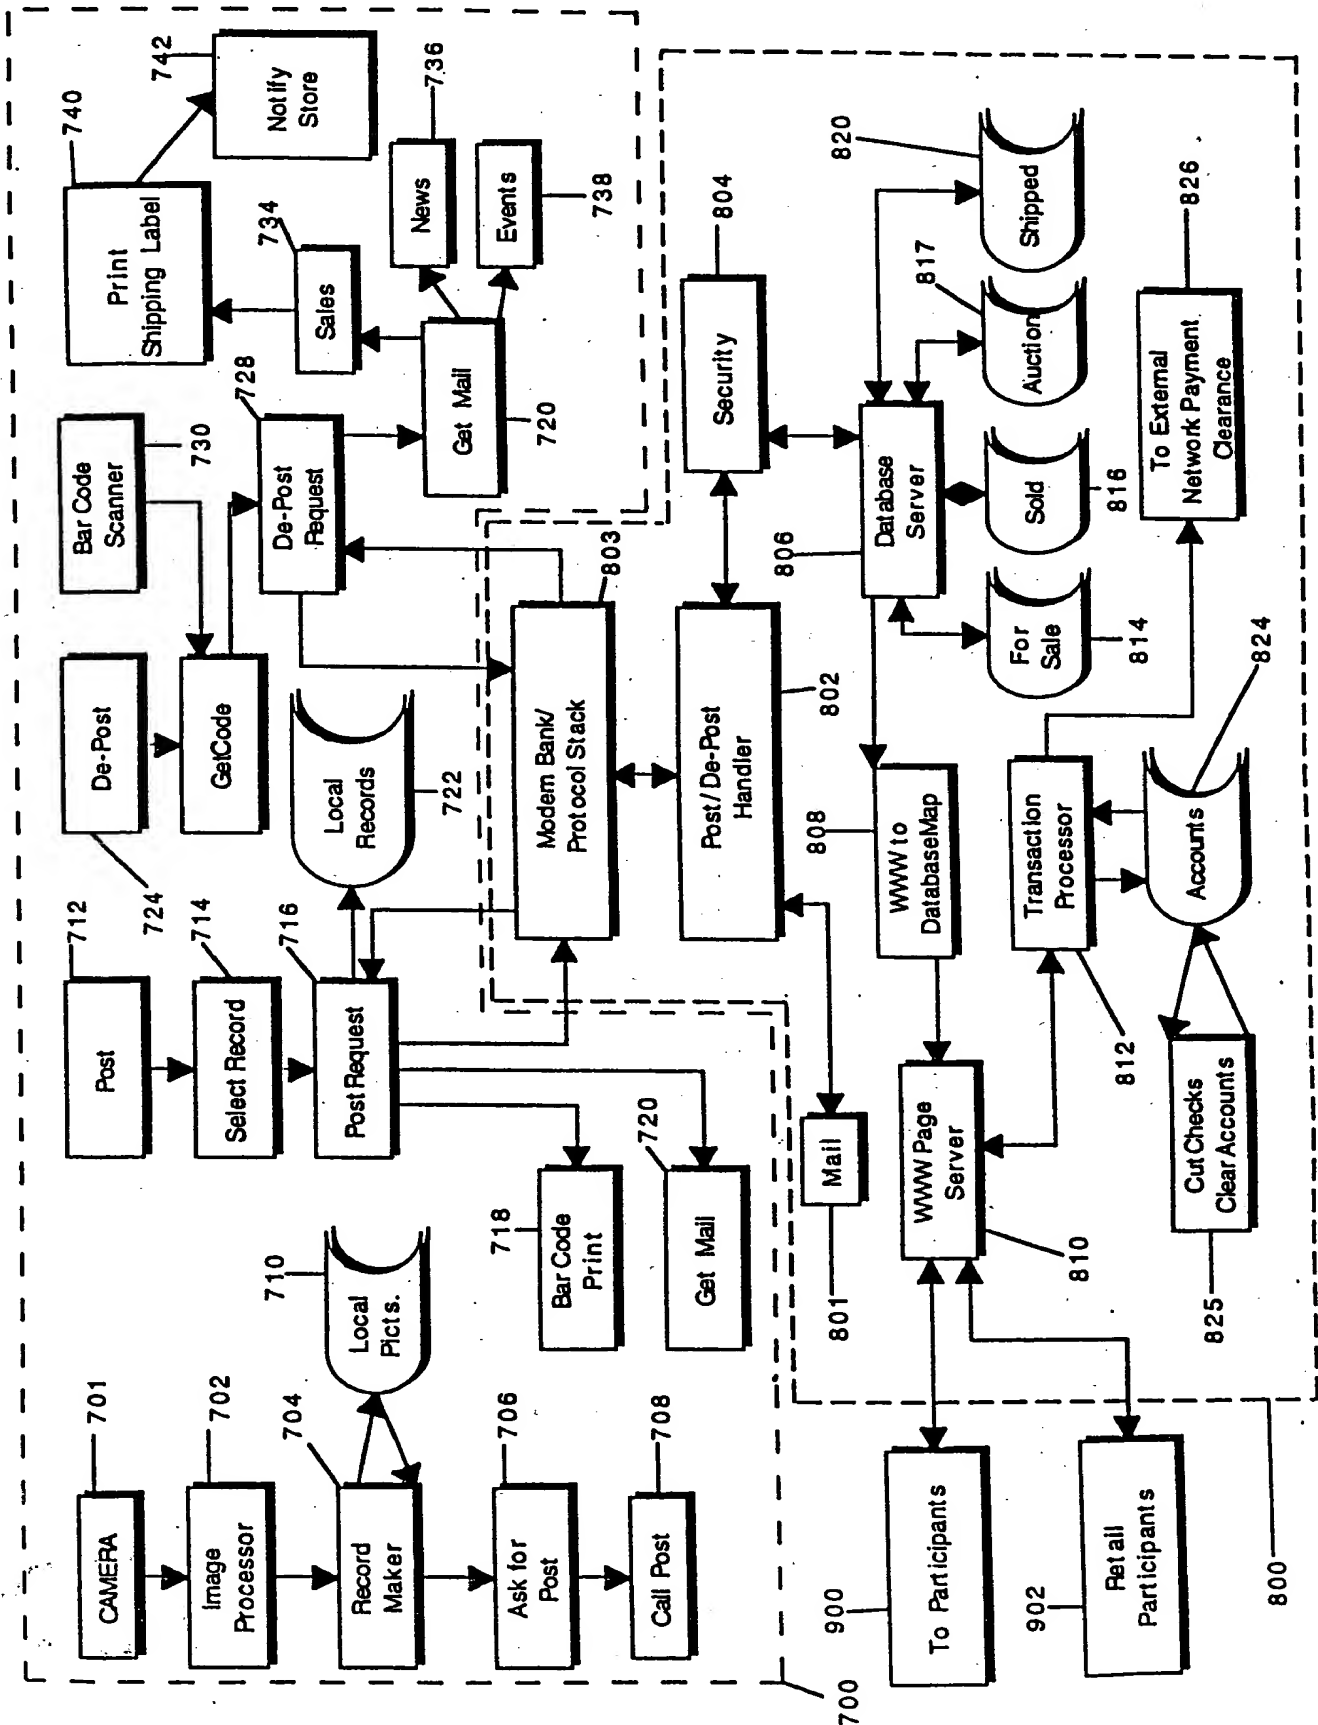 CAMERA
701
Image
Processor
702
Record
Maker
704
Local
Picts.
710
Ask for
Post
706
Call Post
708
Post
712
Select Record
714
Post Request
716
Local
Records
722
Bar Code
Print
718
Get Mail
720
De-Post
724
GetCode
Bar Code
Scanner
730
De-Post
Request
728
Get Mail
720
Sales
734
News
736
Events
738
Print
Shipping Label
740
Notify
Store
742
700
Modem Bank/
Protocol Stack
803
Post/De-Post
Handler
802
Security
804
Mail
801
Database
Server
806
WWW to
DatabaseMap
808
WWW Page
Server
810
Transaction
Processor
812
For
Sale
814
Sold
816
Auction
817
Shipped
820
Accounts
824
Cut Checks
Clear Accounts
825
To External
Network Payment
Clearance
826
800
To Participants
900
Retail
Participants
902